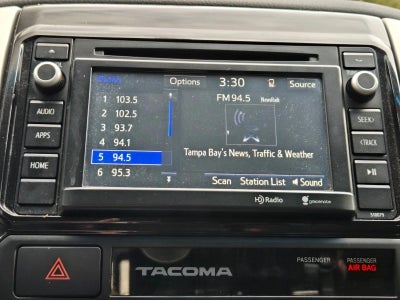 Options 3:30 Source
FM 94.5
1 103.5
2 102.5
3 93.7
4 94.1
5 94.5
6 95.3
Tampa Bay's News, Traffic & Weather
Scan Station List Sound
AUDIO
APPS
HOME
SEEK>
<TRACK
HD Radio gracenote
510079
TACOMA
PASSENGER PASSENGER
AIR BAG